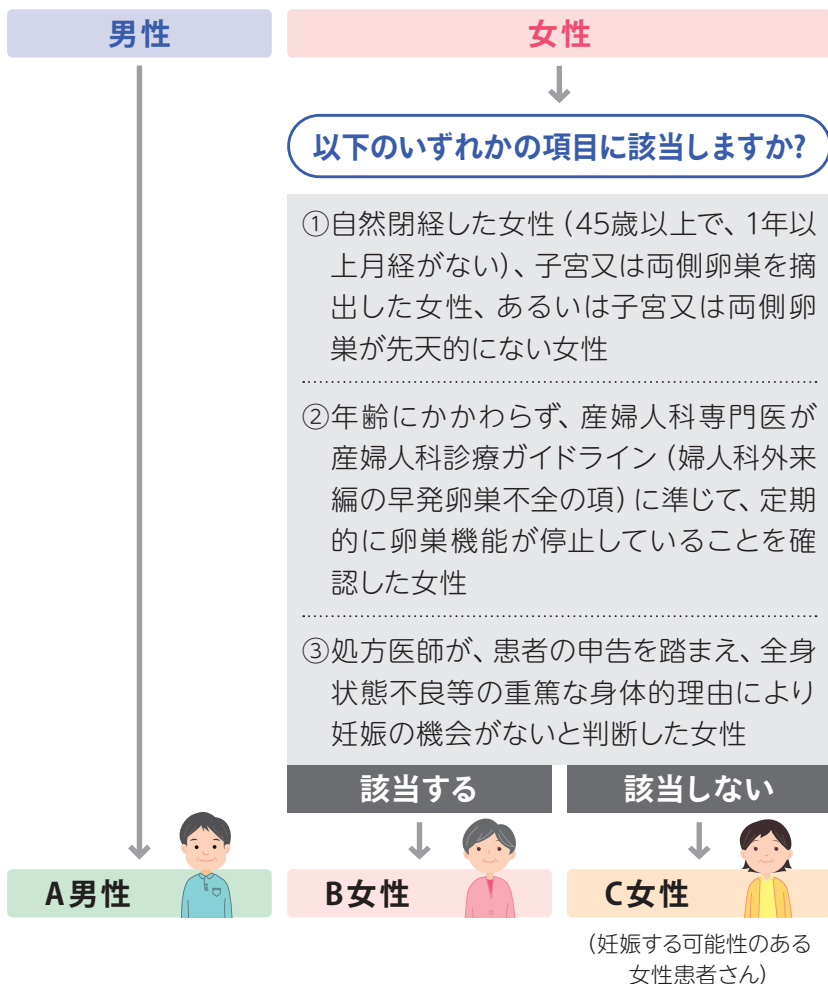 男性
女性
以下のいずれかの項目に該当しますか?
①自然閉経した女性（45歳以上で、1年以
上月経がない）、子宮又は両側卵巣を摘
出した女性、あるいは子宮又は両側卵
巣が先天的にない女性
②年齢にかかわらず、産婦人科専門医が
産婦人科診療ガイドライン（婦人科外来
編の早発卵巣不全の項）に準じて、定期
的に卵巣機能が停止していることを確
認した女性
③処方医師が、患者の申告を踏まえ、全身
状態不良等の重篤な身体的理由により
妊娠の機会がないと判断した女性
該当する
該当しない
A男性
B女性
C女性
（妊娠する可能性のある
女性患者さん）